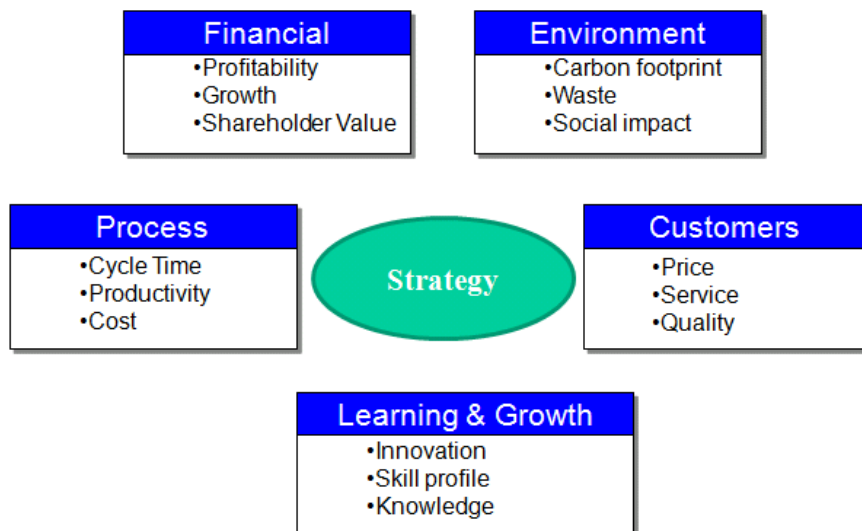 Financial
•Profitability
•Growth
•Shareholder Value
Environment
•Carbon footprint
•Waste
•Social impact
Process
•Cycle Time
•Productivity
•Cost
Strategy
Customers
•Price
•Service
•Quality
Learning & Growth
•Innovation
•Skill profile
•Knowledge